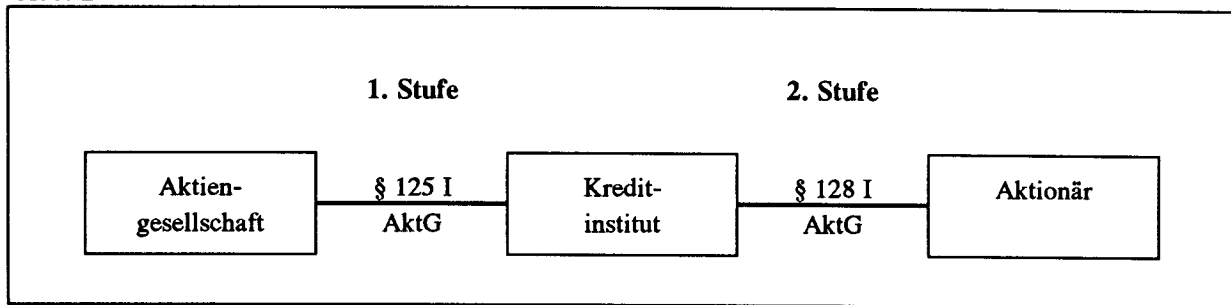 1. Stufe
2. Stufe
Aktien-
gesellschaft
§ 125 I
AktG
Kredit-
institut
§ 128 I
AktG
Aktionär